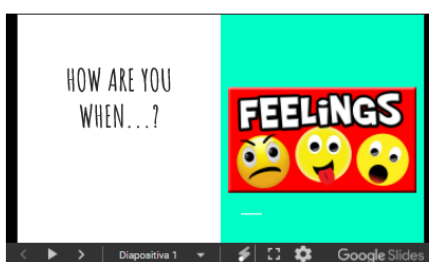 HOW ARE YOU
WHEN...?
FEELiNGS
Diapositiva 1
Google Slides